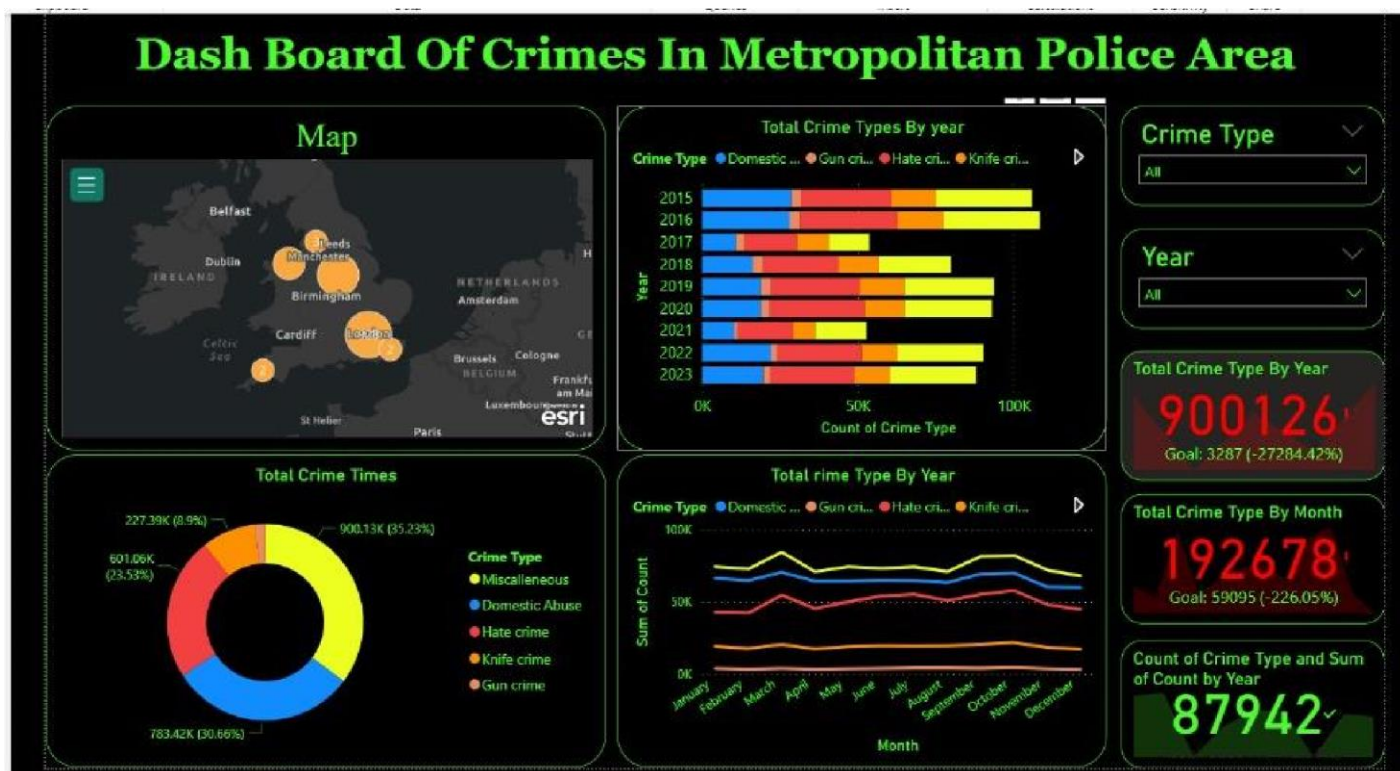 Dash Board Of Crimes In Metropolitan Police Area
Map
Belfast
Leeds
Dublin
Manchester
IRELAND
NETHERLANDS
Birmingham
Amsterdam
Cardiff
London
Celtic
Sea
2
2
Brussels
Cologne
BELGIUM
Frankfu
am Mai
Luxembourg
esri
St Helier
Paris
Total Crime Types By year
Crime Type Domestic ... Gun cri... Hate cri... Knife cri...
2015
2016
2017
2018
2019
2020
2021
2022
2023
Year
0K 50K 100K
Count of Crime Type
Crime Type
All
Year
All
Total Crime Type By Year
900126
Goal: 3287 (-27284.42%)
Total Crime Type By Month
192678
Goal: 59095 (-226.05%)
Count of Crime Type and Sum
of Count by Year
87942
Total Crime Times
227.39K (8.9%)
900.13K (35.23%)
601.06K
(23.53%)
783.42K (30.66%)
Crime Type
Miscalleneous
Domestic Abuse
Hate crime
Knife crime
Gun crime
Total rime Type By Year
Crime Type Domestic ... Gun cri... Hate cri... Knife cri...
100K
50K
0K
Sum of Count
January February March April May June July August September October November December
Month